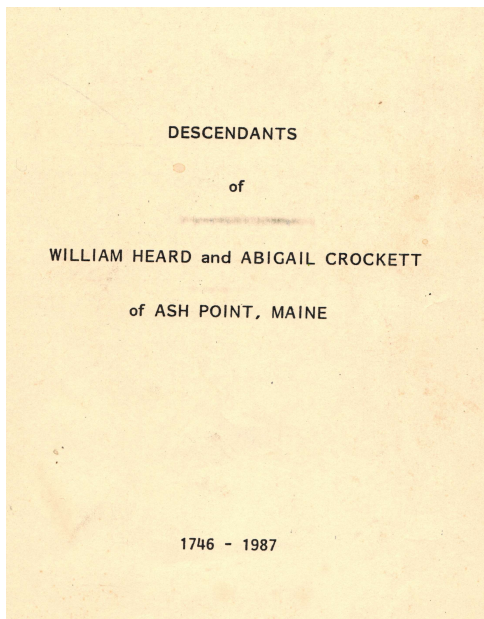 DESCENDANTS
of
WILLIAM HEARD and ABIGAIL CROCKETT
of ASH POINT, MAINE
1746 - 1987